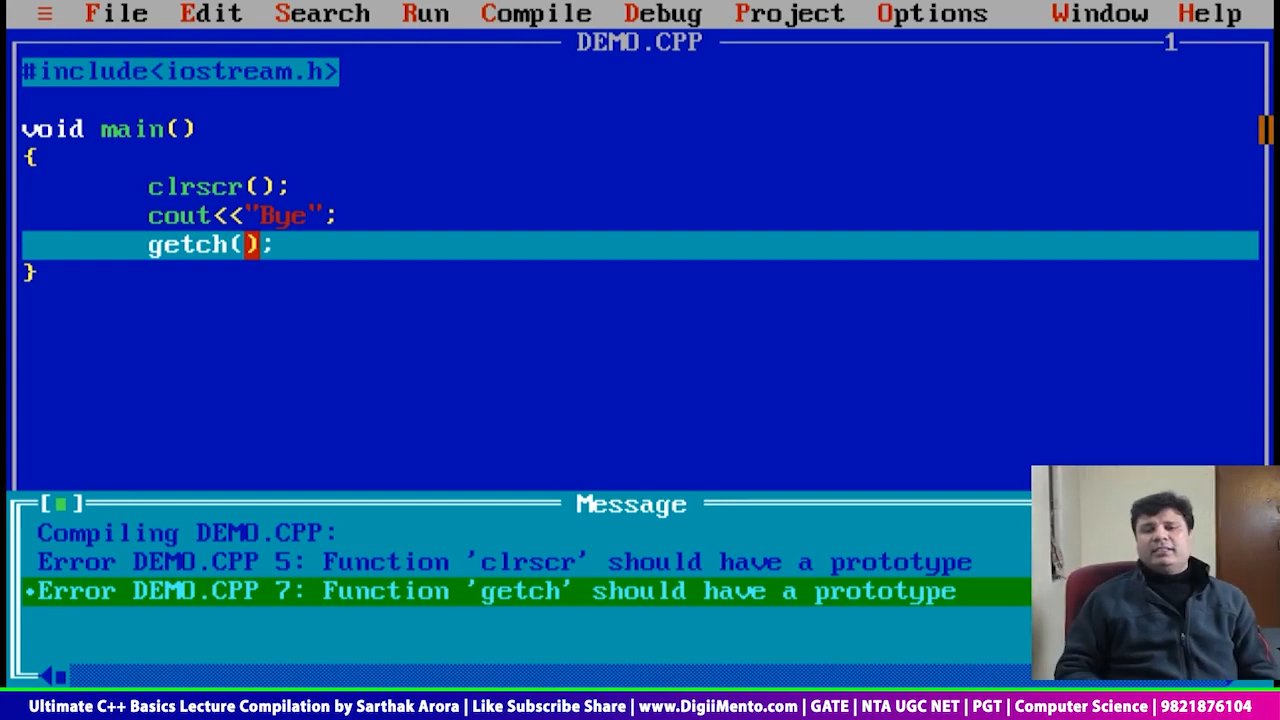 ≡ File Edit Search Run Compile Debug Project Options Window Help
DEMO.CPP 1
#include<iostream.h>
void main()
{
clrscr();
cout<<"Bye";
getch();
}
[■] Message
Compiling DEMO.CPP:
Error DEMO.CPP 5: Function 'clrscr' should have a prototype
•Error DEMO.CPP 7: Function 'getch' should have a prototype
Ultimate C++ Basics Lecture Compilation by Sarthak Arora | Like Subscribe Share | www.DigiiMento.com | GATE | NTA UGC NET | PGT | Computer Science | 9821876104